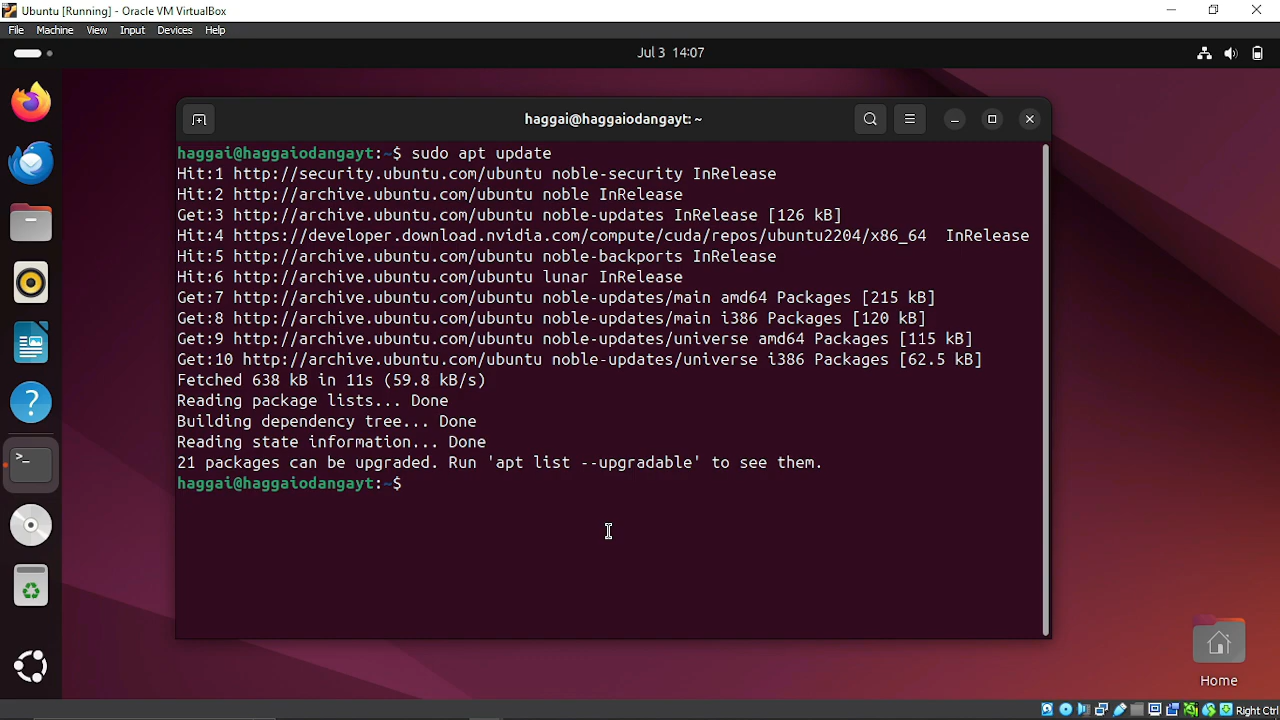 Ubuntu [Running] - Oracle VM VirtualBox
File Machine View Input Devices Help
Jul 3 14:07
haggai@haggaiodangayt: ~
haggai@haggaiodangayt:~$ sudo apt update
Hit:1 http://security.ubuntu.com/ubuntu noble-security InRelease
Hit:2 http://archive.ubuntu.com/ubuntu noble InRelease
Get:3 http://archive.ubuntu.com/ubuntu noble-updates InRelease [126 kB]
Hit:4 https://developer.download.nvidia.com/compute/cuda/repos/ubuntu2204/x86_64  InRelease
Hit:5 http://archive.ubuntu.com/ubuntu noble-backports InRelease
Hit:6 http://archive.ubuntu.com/ubuntu lunar InRelease
Get:7 http://archive.ubuntu.com/ubuntu noble-updates/main amd64 Packages [215 kB]
Get:8 http://archive.ubuntu.com/ubuntu noble-updates/main i386 Packages [120 kB]
Get:9 http://archive.ubuntu.com/ubuntu noble-updates/universe amd64 Packages [115 kB]
Get:10 http://archive.ubuntu.com/ubuntu noble-updates/universe i386 Packages [62.5 kB]
Fetched 638 kB in 11s (59.8 kB/s)
Reading package lists... Done
Building dependency tree... Done
Reading state information... Done
21 packages can be upgraded. Run 'apt list --upgradable' to see them.
haggai@haggaiodangayt:~$
Home
Right Ctrl